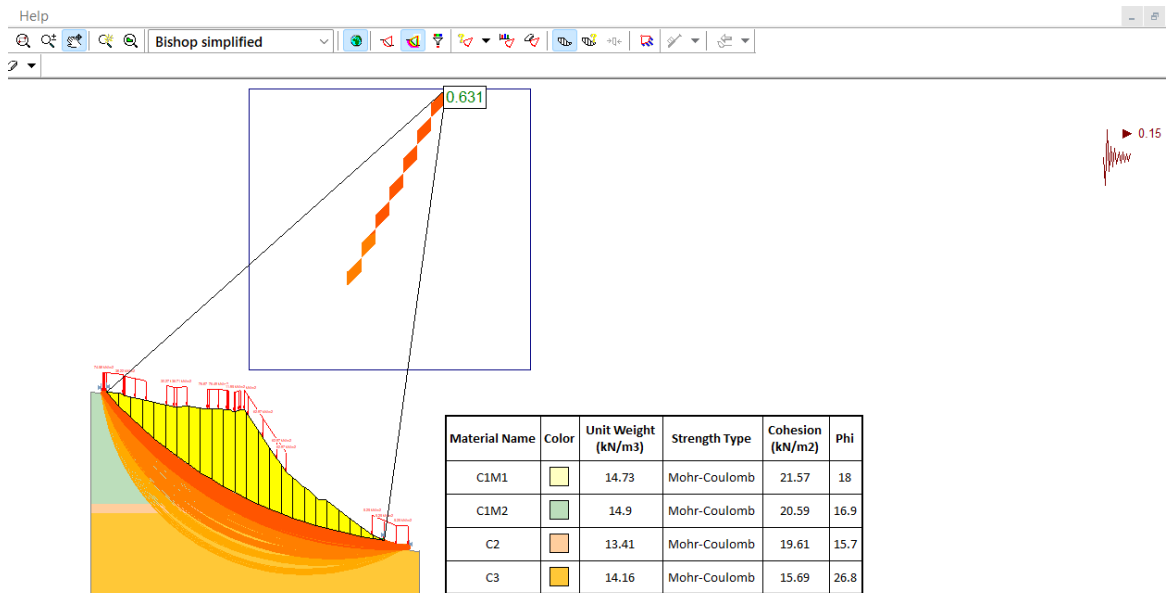 Help
Bishop simplified
0.631
0.15
Material Name Color Unit Weight (kN/m3) Strength Type Cohesion (kN/m2) Phi
C1M1 14.73 Mohr-Coulomb 21.57 18
C1M2 14.9 Mohr-Coulomb 20.59 16.9
C2 13.41 Mohr-Coulomb 19.61 15.7
C3 14.16 Mohr-Coulomb 15.69 26.8